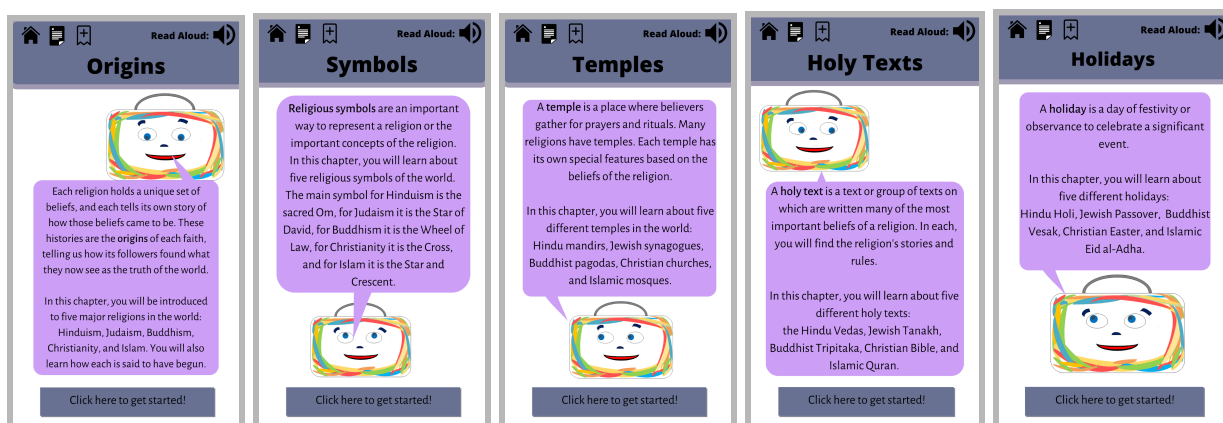 Read Aloud:
Origins
Each religion holds a unique set of
beliefs, and each tells its own story of
how those beliefs came to be. These
histories are the origins of each faith,
telling us how its followers found what
they now see as the truth of the world.
In this chapter, you will be introduced
to five major religions in the world:
Hinduism, Judaism, Buddhism,
Christianity, and Islam. You will also
learn how each is said to have begun.
Click here to get started!
Read Aloud:
Symbols
Religious symbols are an important
way to represent a religion or the
important concepts of the religion.
In this chapter, you will learn about
five religious symbols of the world.
The main symbol for Hinduism is the
sacred Om, for Judaism it is the Star of
David, for Buddhism it is the Wheel of
Law, for Christianity it is the Cross,
and for Islam it is the Star and
Crescent.
Click here to get started!
Read Aloud:
Temples
A temple is a place where believers
gather for prayers and rituals. Many
religions have temples. Each temple has
its own special features based on the
beliefs of the religion.
In this chapter, you will learn about five
different temples in the world:
Hindu mandirs, Jewish synagogues,
Buddhist pagodas, Christian churches,
and Islamic mosques.
Click here to get started!
Read Aloud:
Holy Texts
A holy text is a text or group of texts on
which are written many of the most
important beliefs of a religion. In each,
you will find the religion's stories and
rules.
In this chapter, you will learn about five
different holy texts:
the Hindu Vedas, Jewish Tanakh,
Buddhist Tripitaka, Christian Bible, and
Islamic Quran.
Click here to get started!
Read Aloud:
Holidays
A holiday is a day of festivity or
observance to celebrate a significant
event.
In this chapter, you will learn about
five different holidays:
Hindu Holi, Jewish Passover, Buddhist
Vesak, Christian Easter, and Islamic
Eid al-Adha.
Click here to get started!